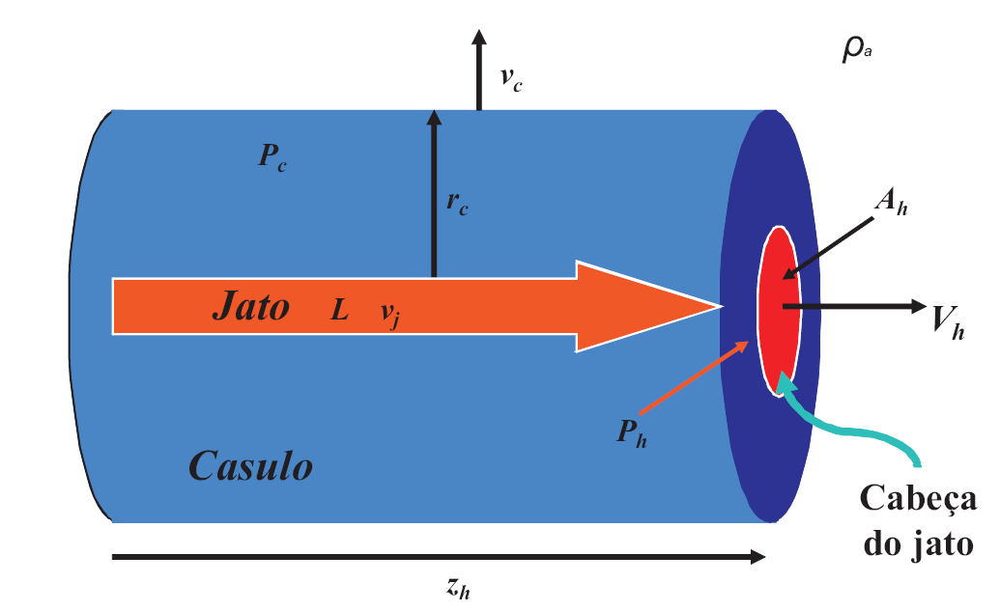 ρa
vc
Pc
rc
Ah
Jato L vj
Vh
Ph
Casulo
Cabeça
do jato
zh